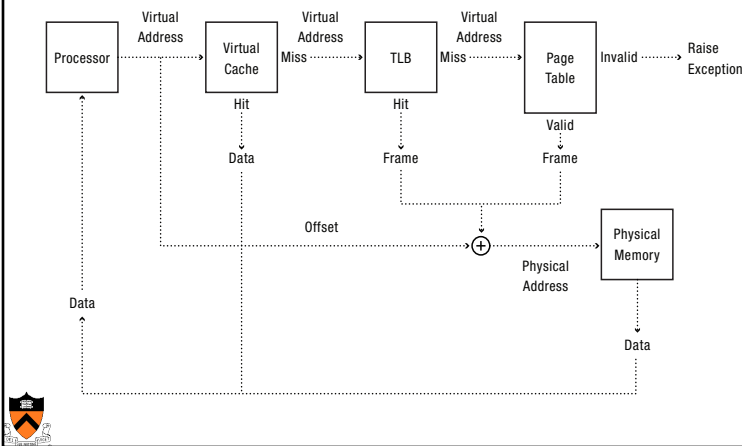 Virtual
Address
Virtual
Address
Virtual
Address
Processor
Virtual
Cache
Miss
TLB
Miss
Page
Table
Invalid
Raise
Exception
Hit
Hit
Valid
Data
Frame
Frame
Offset
Physical
Memory
Physical
Address
Data
Data